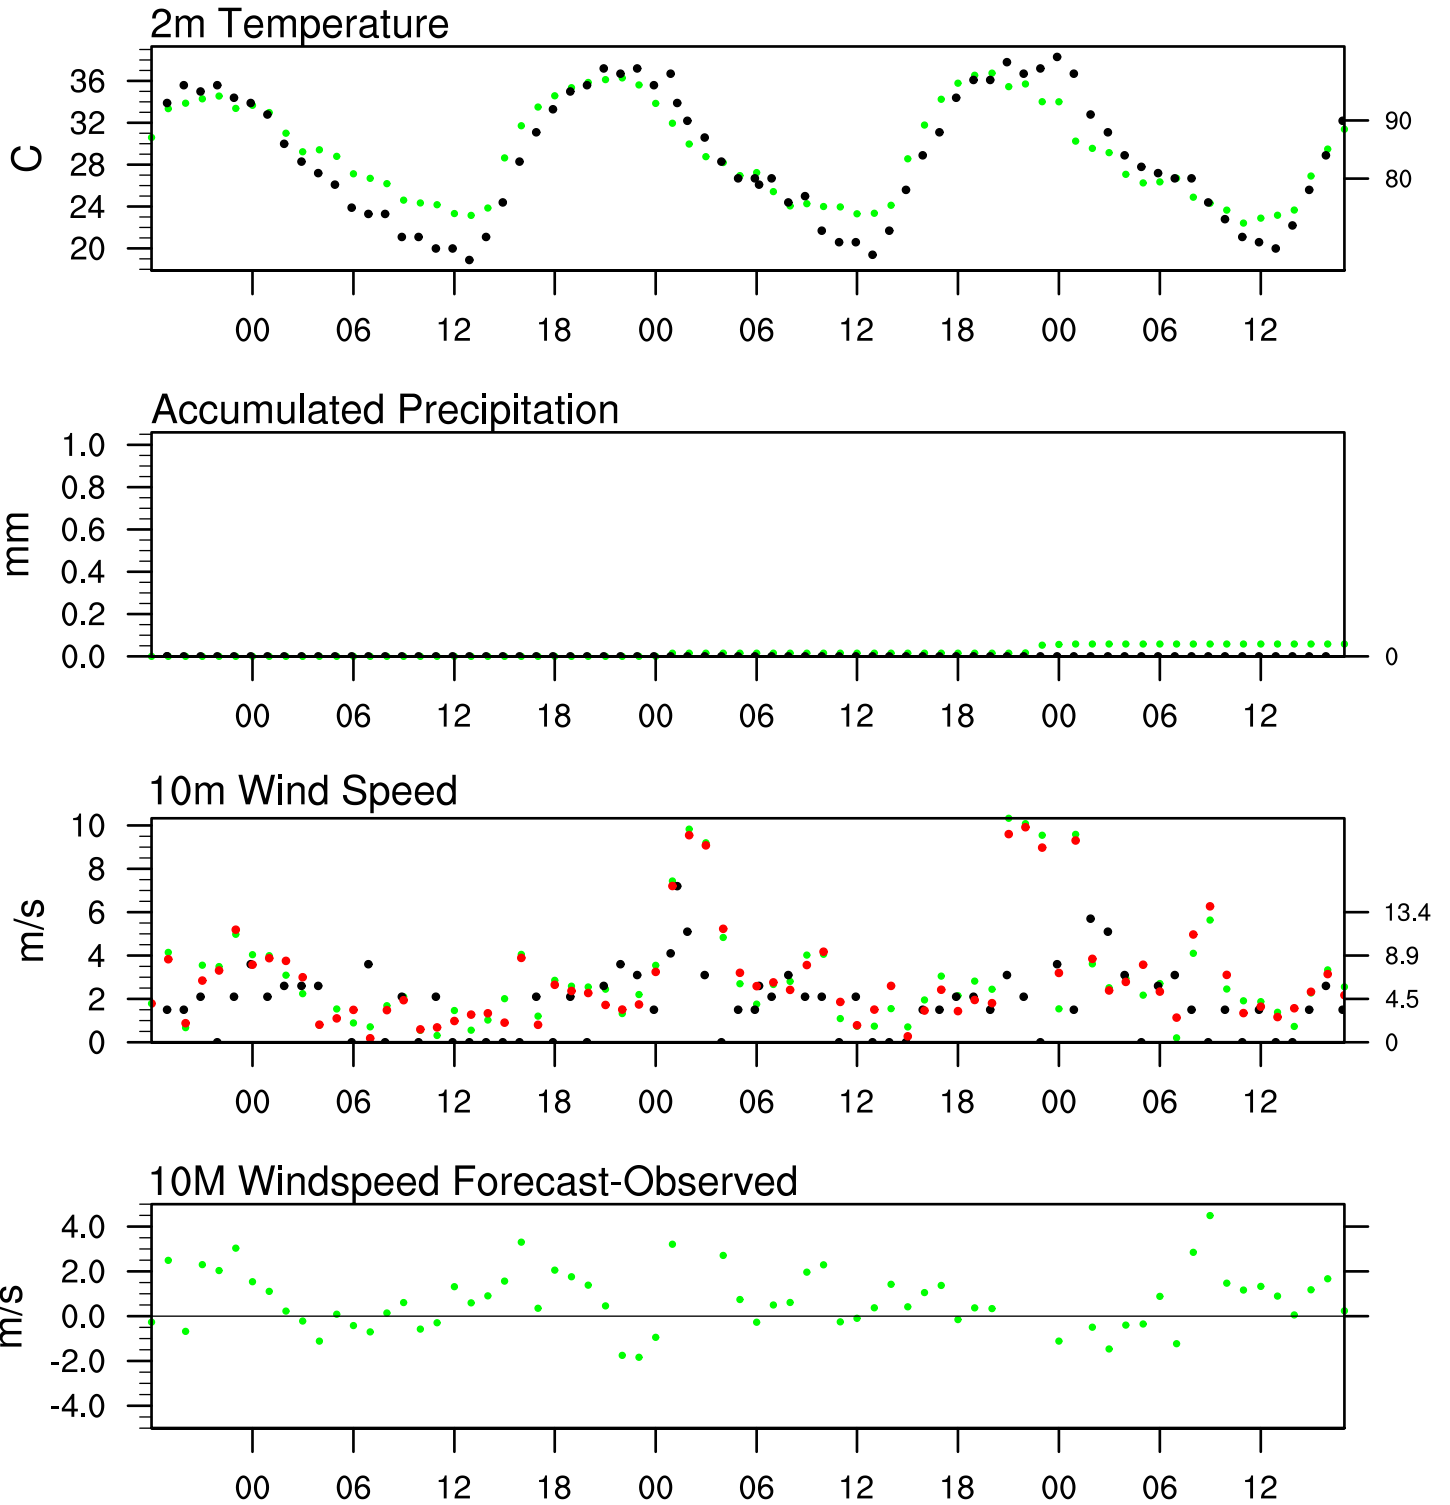 2m Temperature
C
36
32
28
24
20
90
80
00 06 12 18 00 06 12 18 00 06 12
Accumulated Precipitation
mm
1.0
0.8
0.6
0.4
0.2
0.0
0
00 06 12 18 00 06 12 18 00 06 12
10m Wind Speed
m/s
10
8
6
4
2
0
13.4
8.9
4.5
0
00 06 12 18 00 06 12 18 00 06 12
10M Windspeed Forecast-Observed
m/s
4.0
2.0
0.0
-2.0
-4.0
00 06 12 18 00 06 12 18 00 06 12